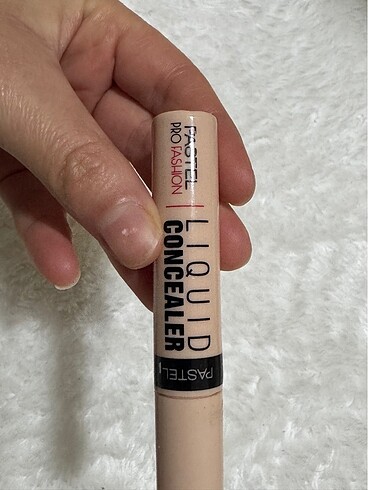 PASTEL
PRO FASHION
LIQUID
CONCEALER
PASTEL